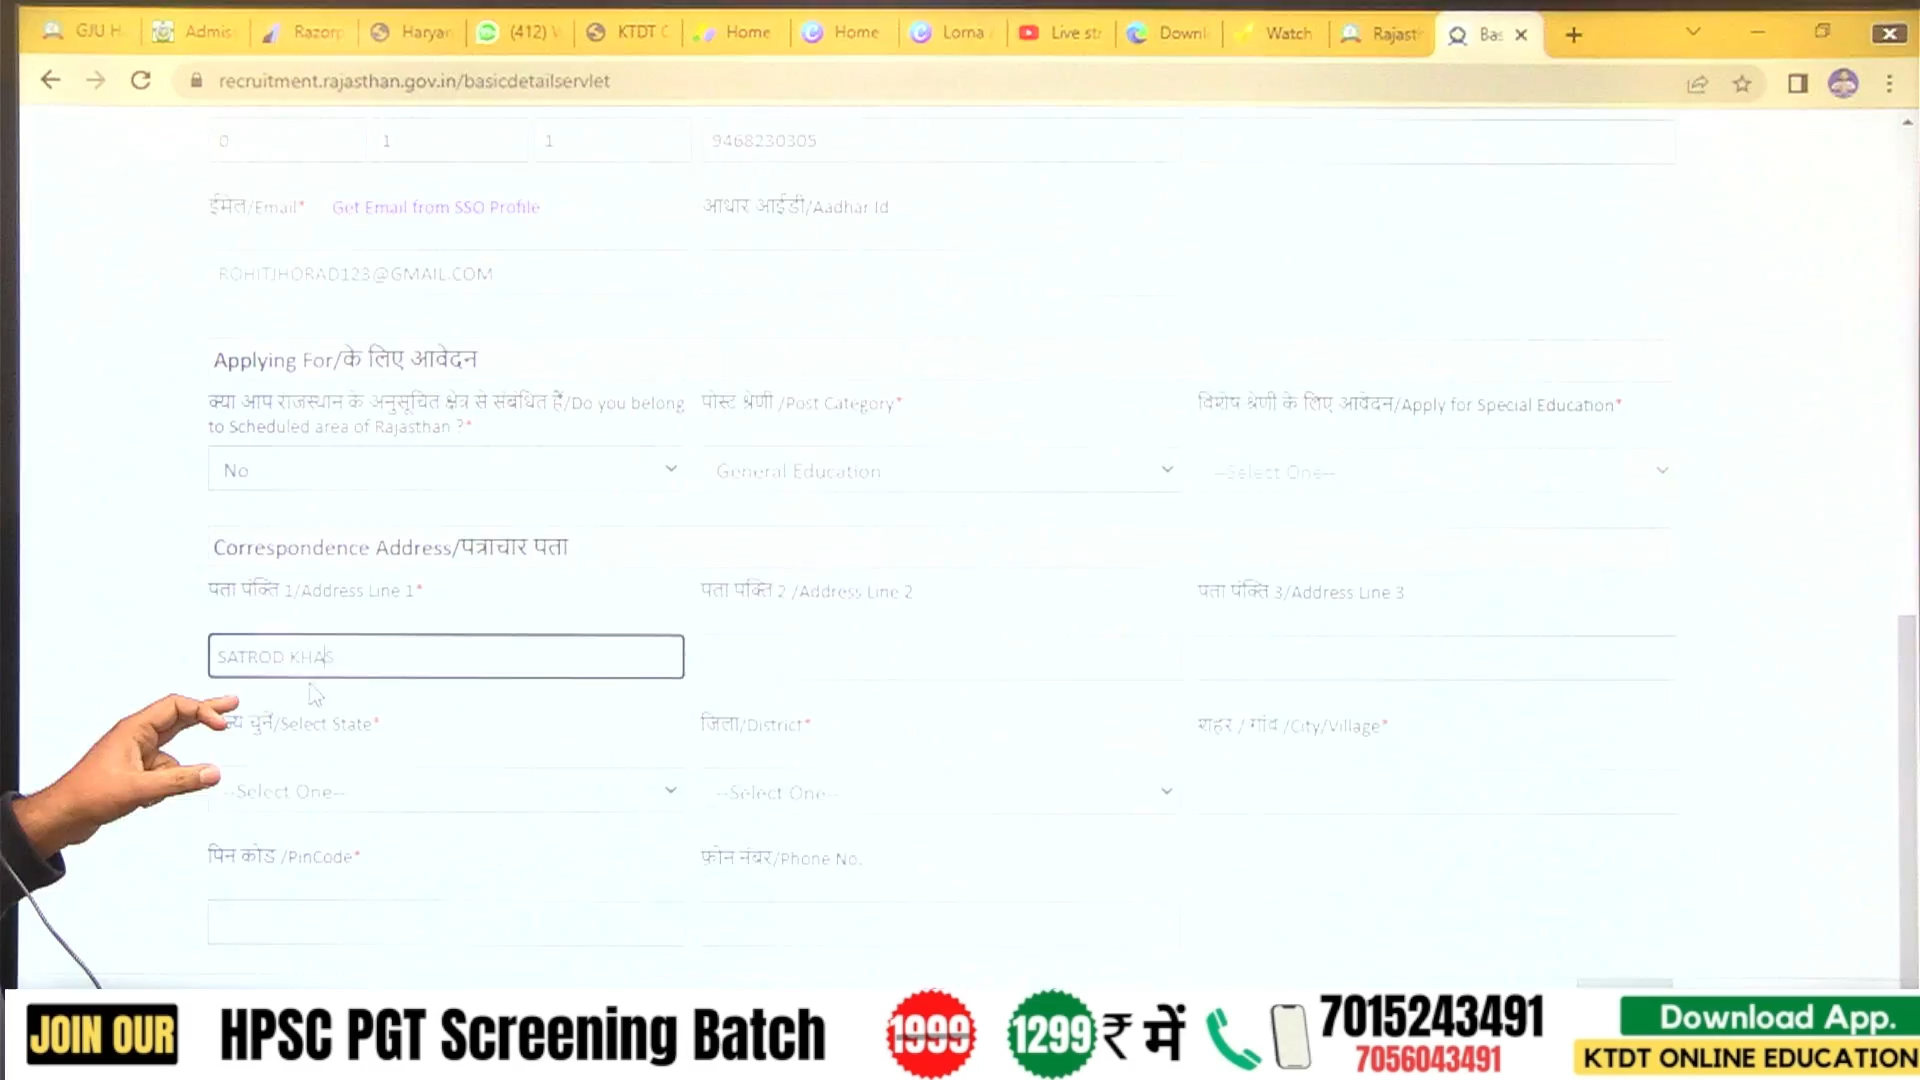 GJU H
Admis
Razorp
Haryan
(412)
KTDT
Home
Home
Lorna
Live str
Downl
Watch
Rajast
Bas
recruitment.rajasthan.gov.in/basicdetailservlet
0 1 1 9468230305
ईमेल/Email* Get Email from SSO Profile आधार आईडी/Aadhar Id
ROHITJHORAD123@GMAIL.COM
Applying For/के लिए आवेदन
क्या आप राजस्थान के अनुसूचित क्षेत्र से संबंधित हैं/Do you belong पोस्ट श्रेणी /Post Category* विशेष श्रेणी के लिए आवेदन/Apply for Special Education*
to Scheduled area of Rajasthan ?*
No General Education --Select One--
Correspondence Address/पत्राचार पता
पता पंक्ति 1/Address Line 1* पता पंक्ति 2 /Address Line 2 पता पंक्ति 3/Address Line 3
SATROD KHAS
चुनें/Select State* जिला/District* शहर / गांव /City/Village*
--Select One-- --Select One--
पिन कोड /PinCode* फ़ोन नंबर/Phone No.
JOIN OUR HPSC PGT Screening Batch 1999 1299 ₹ में 7015243491
7056043491
Download App.
KTDT ONLINE EDUCATION